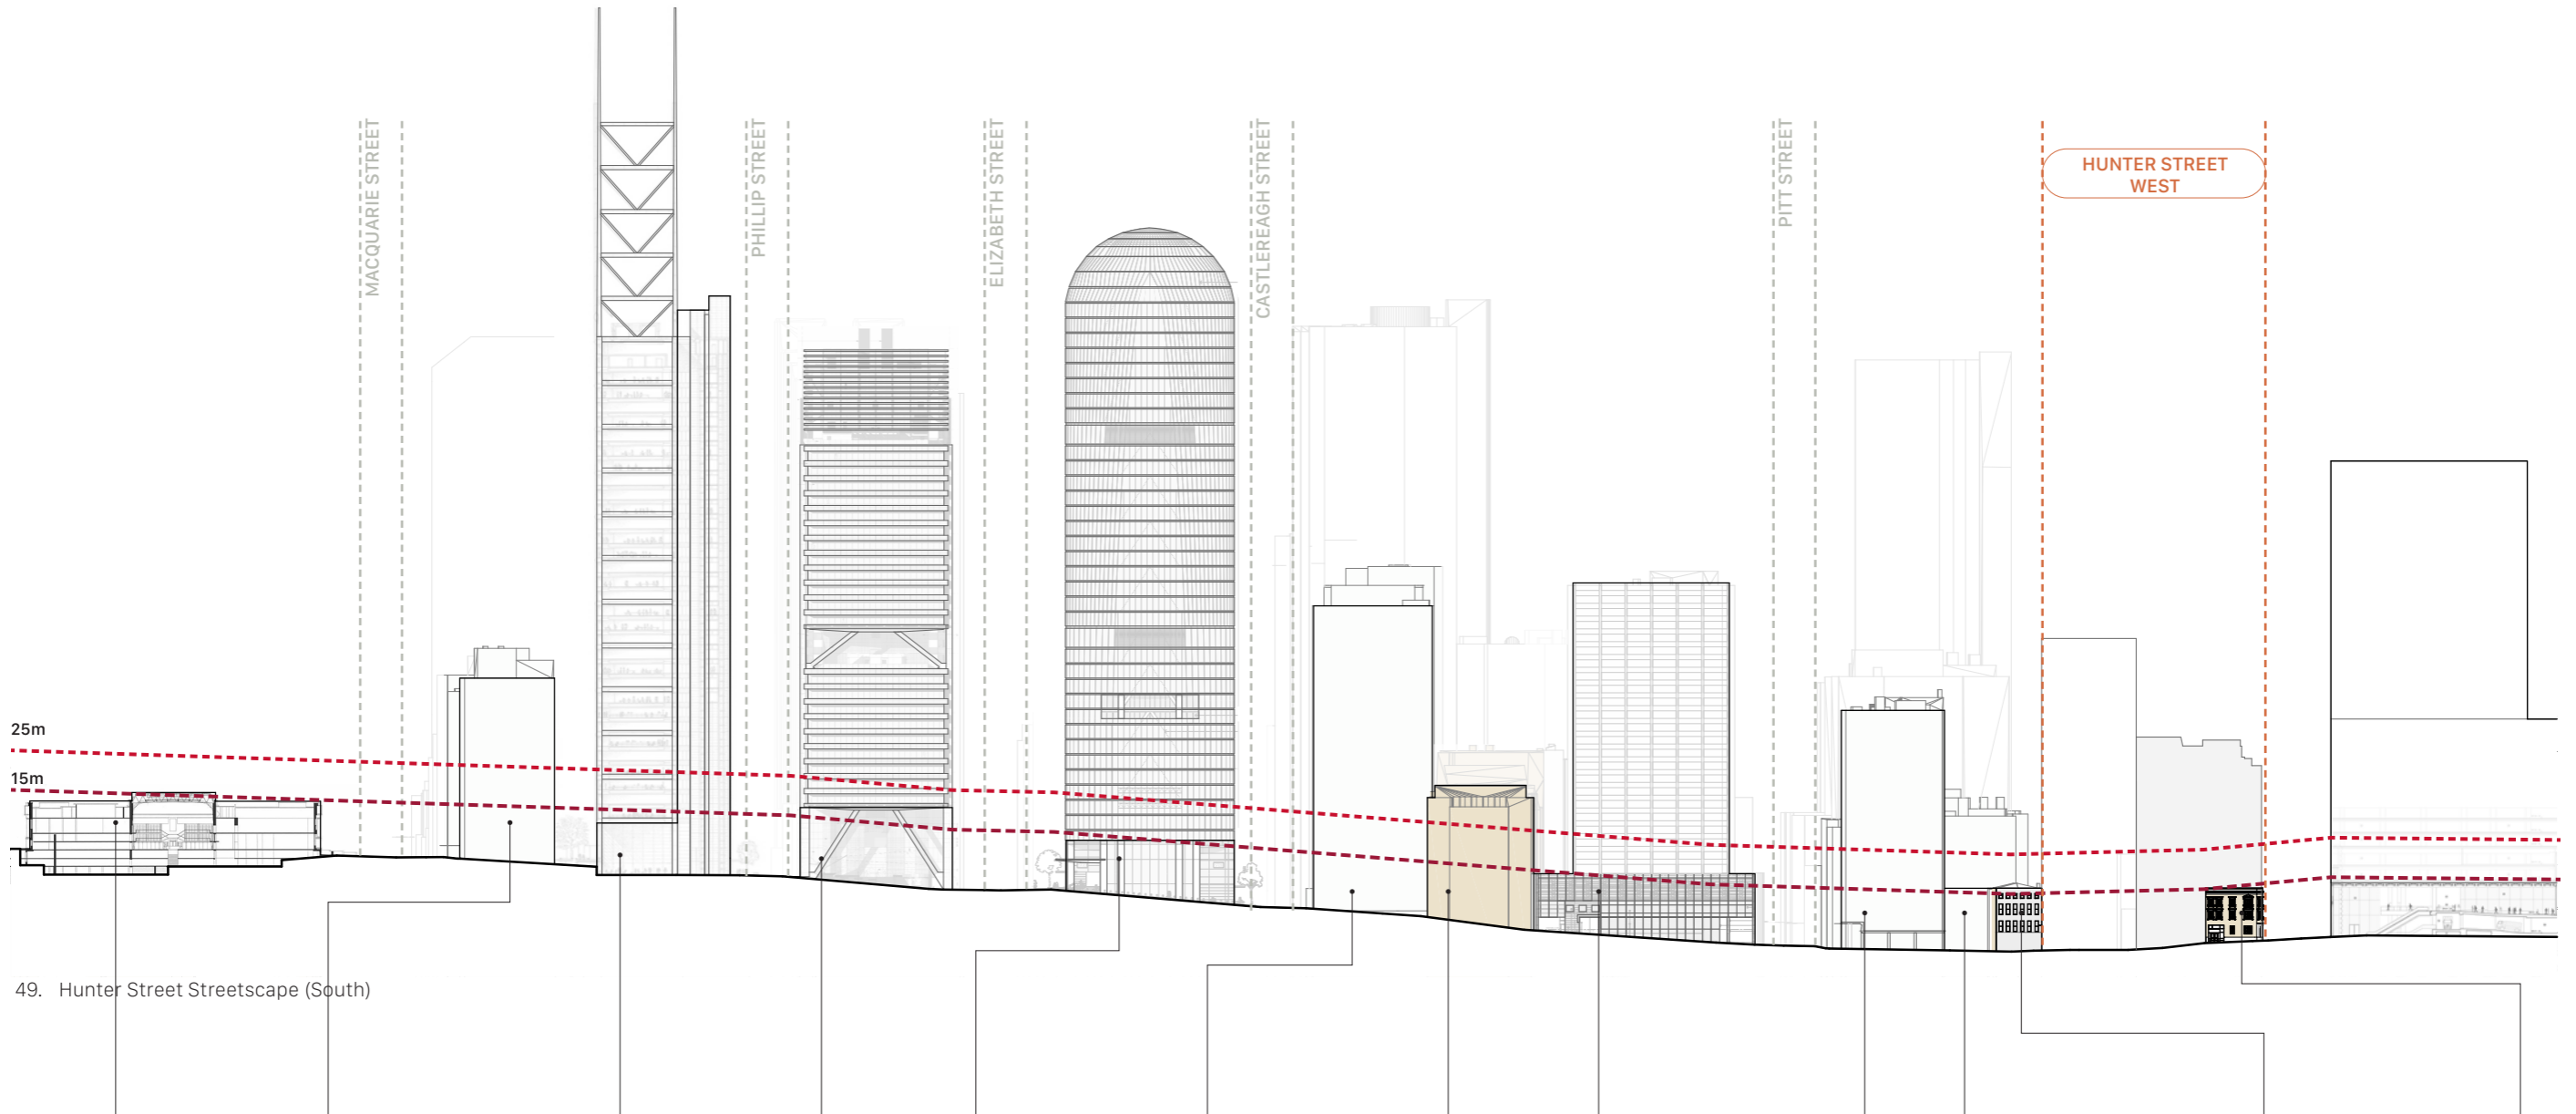 MACQUARIE STREET
PHILLIP STREET
ELIZABETH STREET
CASTLEREAGH STREET
PITT STREET
HUNTER STREET
WEST
25m
15m
49. Hunter Street Streetscape (South)